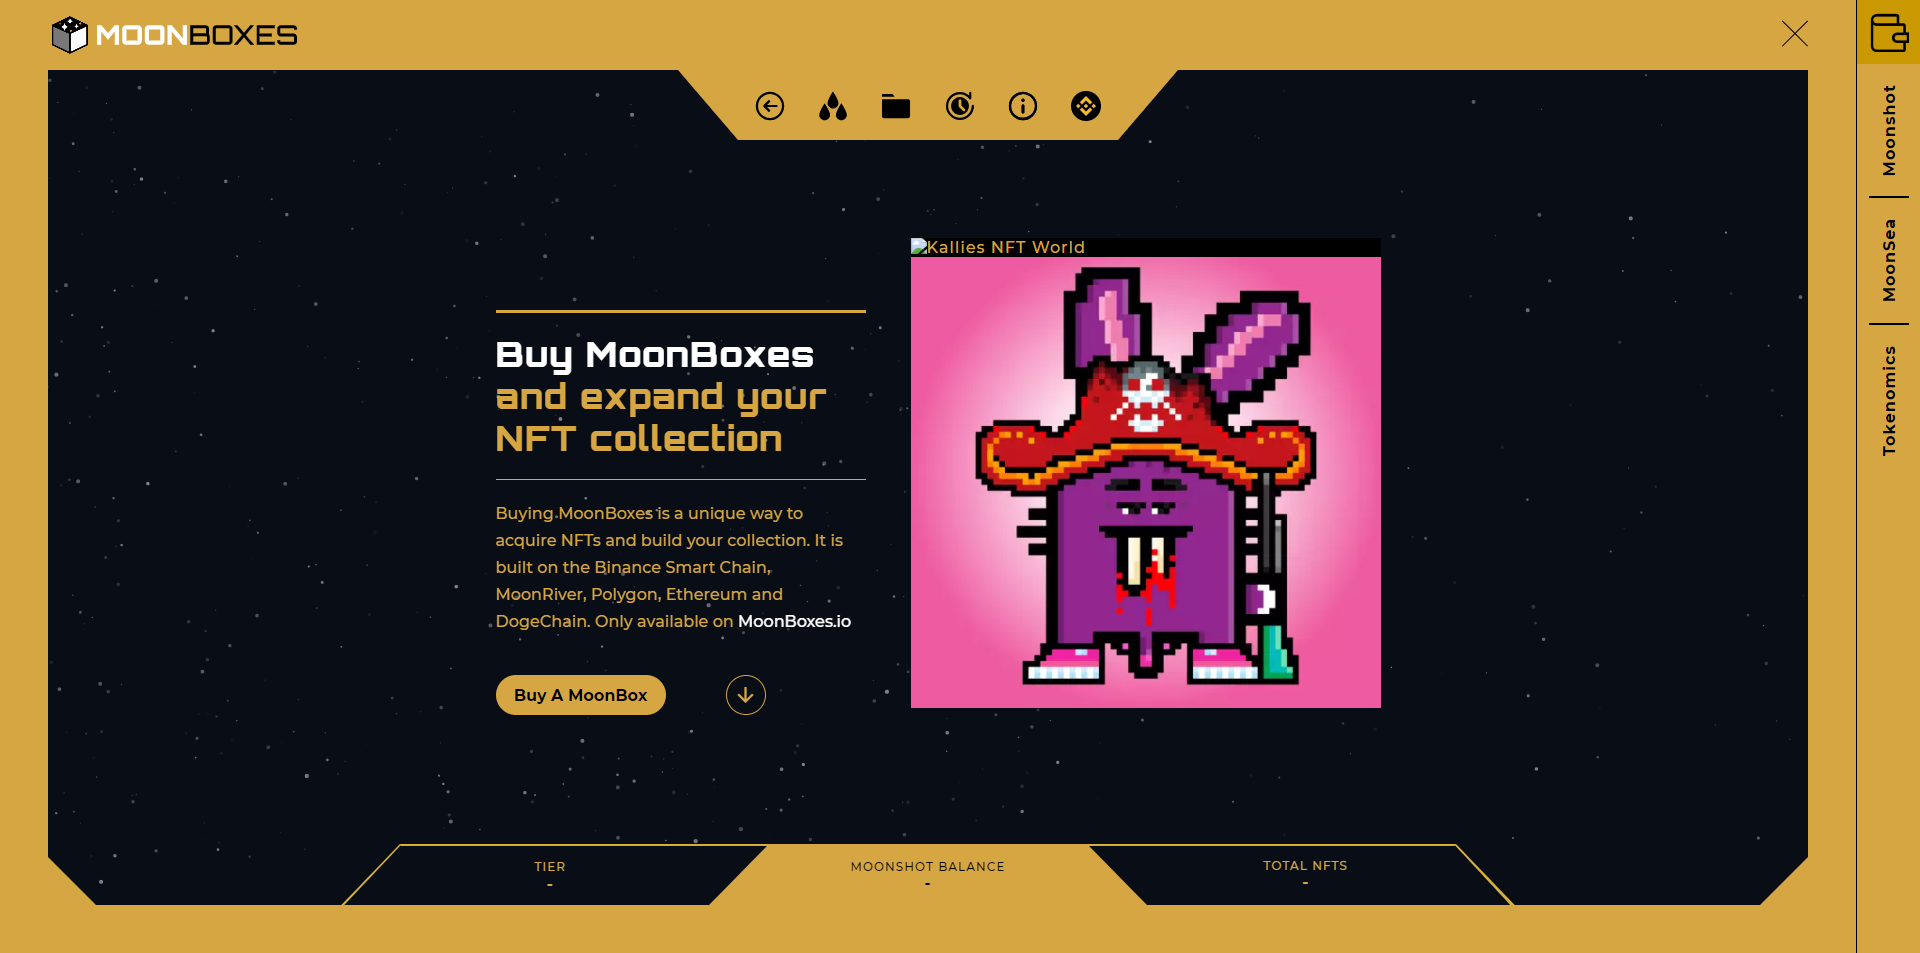 MOONBOXES
Moonshot
MoonSea
Tokenomics
Kallies NFT World
Buy MoonBoxes
and expand your
NFT collection
Buying MoonBoxes is a unique way to
acquire NFTs and build your collection. It is
built on the Binance Smart Chain,
MoonRiver, Polygon, Ethereum and
DogeChain. Only available on MoonBoxes.io
Buy A MoonBox
TIER
-
MOONSHOT BALANCE
-
TOTAL NFTS
-